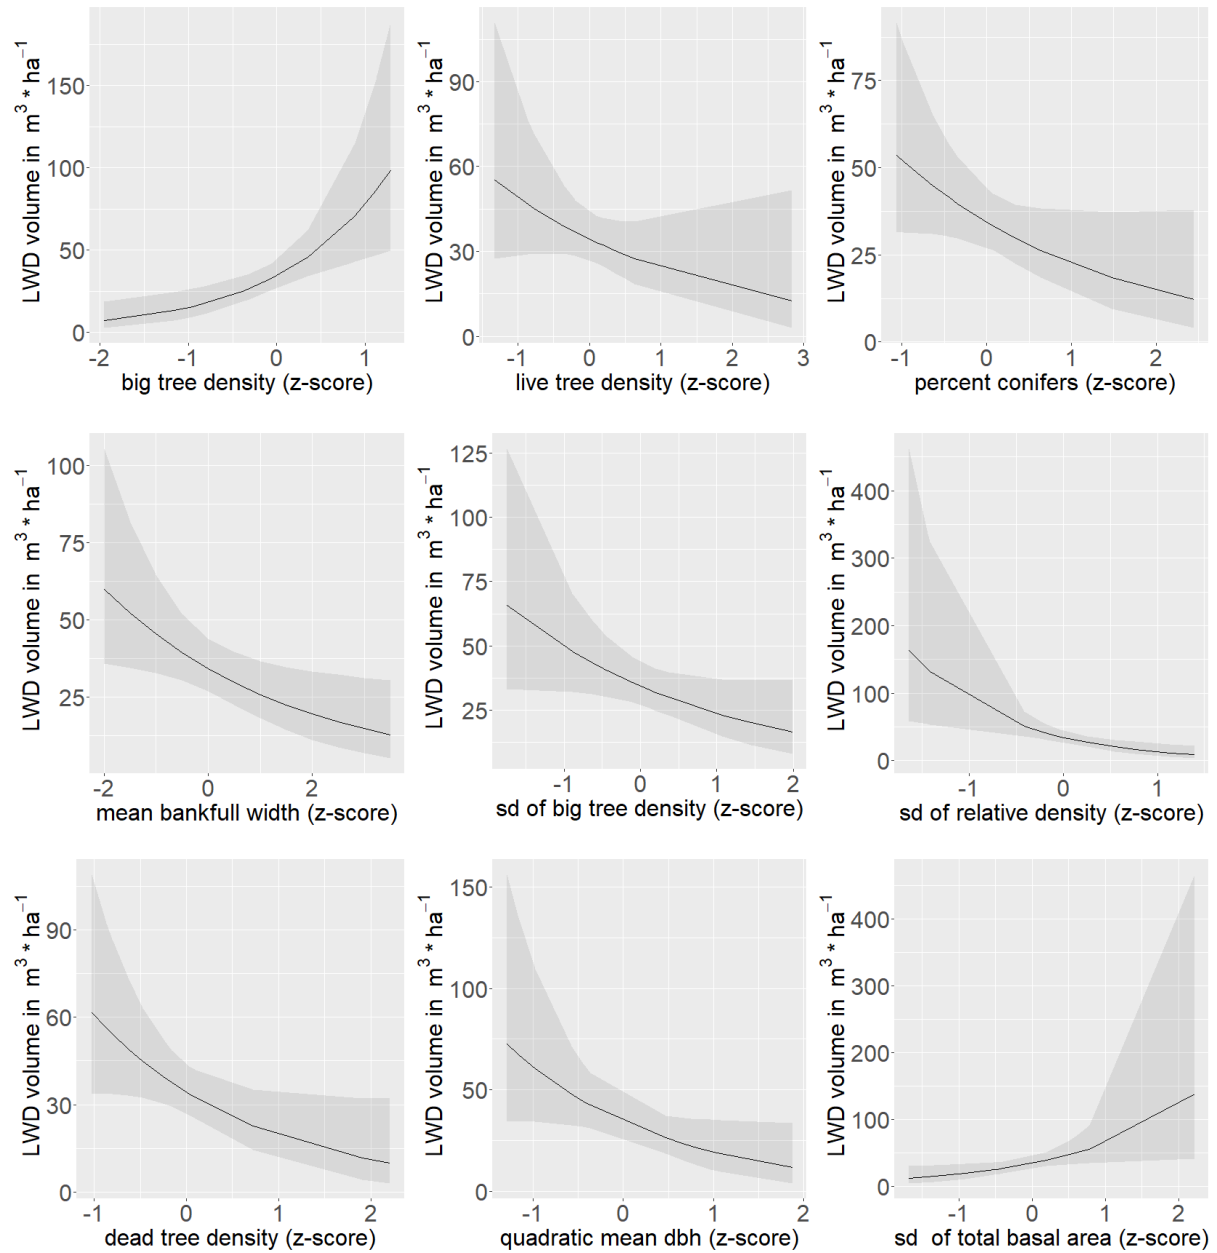 LWD volume in m³ * ha⁻¹
150
100
50
0
-2 -1 0 1
big tree density (z-score)
LWD volume in m³ * ha⁻¹
90
60
30
0
-1 0 1 2 3
live tree density (z-score)
LWD volume in m³ * ha⁻¹
75
50
25
0
-1 0 1 2
percent conifers (z-score)
LWD volume in m³ * ha⁻¹
100
75
50
25
-2 0 2
mean bankfull width (z-score)
LWD volume in m³ * ha⁻¹
125
100
75
50
25
-1 0 1 2
sd of big tree density (z-score)
LWD volume in m³ * ha⁻¹
400
300
200
100
0
-1 0 1
sd of relative density (z-score)
LWD volume in m³ * ha⁻¹
90
60
30
0
-1 0 1 2
dead tree density (z-score)
LWD volume in m³ * ha⁻¹
150
100
50
0
-1 0 1 2
quadratic mean dbh (z-score)
LWD volume in m³ * ha⁻¹
400
300
200
100
0
-1 0 1 2
sd of total basal area (z-score)